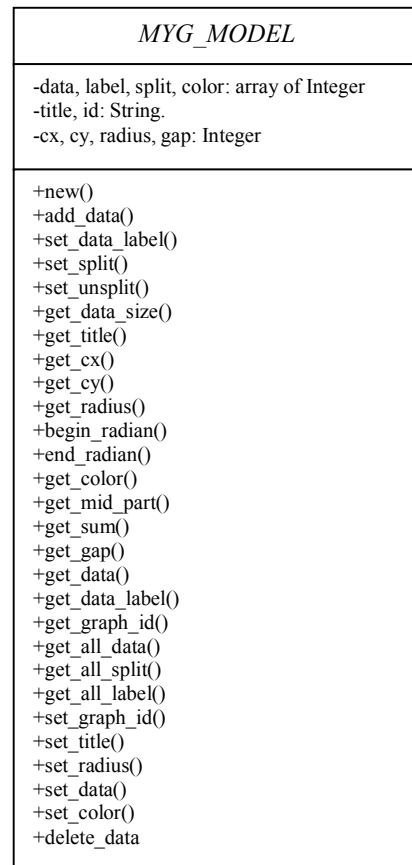 MYG_MODEL
-data, label, split, color: array of Integer
-title, id: String.
-cx, cy, radius, gap: Integer
+new()
+add_data()
+set_data_label()
+set_split()
+set_unsplit()
+get_data_size()
+get_title()
+get_cx()
+get_cy()
+get_radius()
+begin_radian()
+end_radian()
+get_color()
+get_mid_part()
+get_sum()
+get_gap()
+get_data()
+get_data_label()
+get_graph_id()
+get_all_data()
+get_all_split()
+get_all_label()
+set_graph_id()
+set_title()
+set_radius()
+set_data()
+set_color()
+delete_data